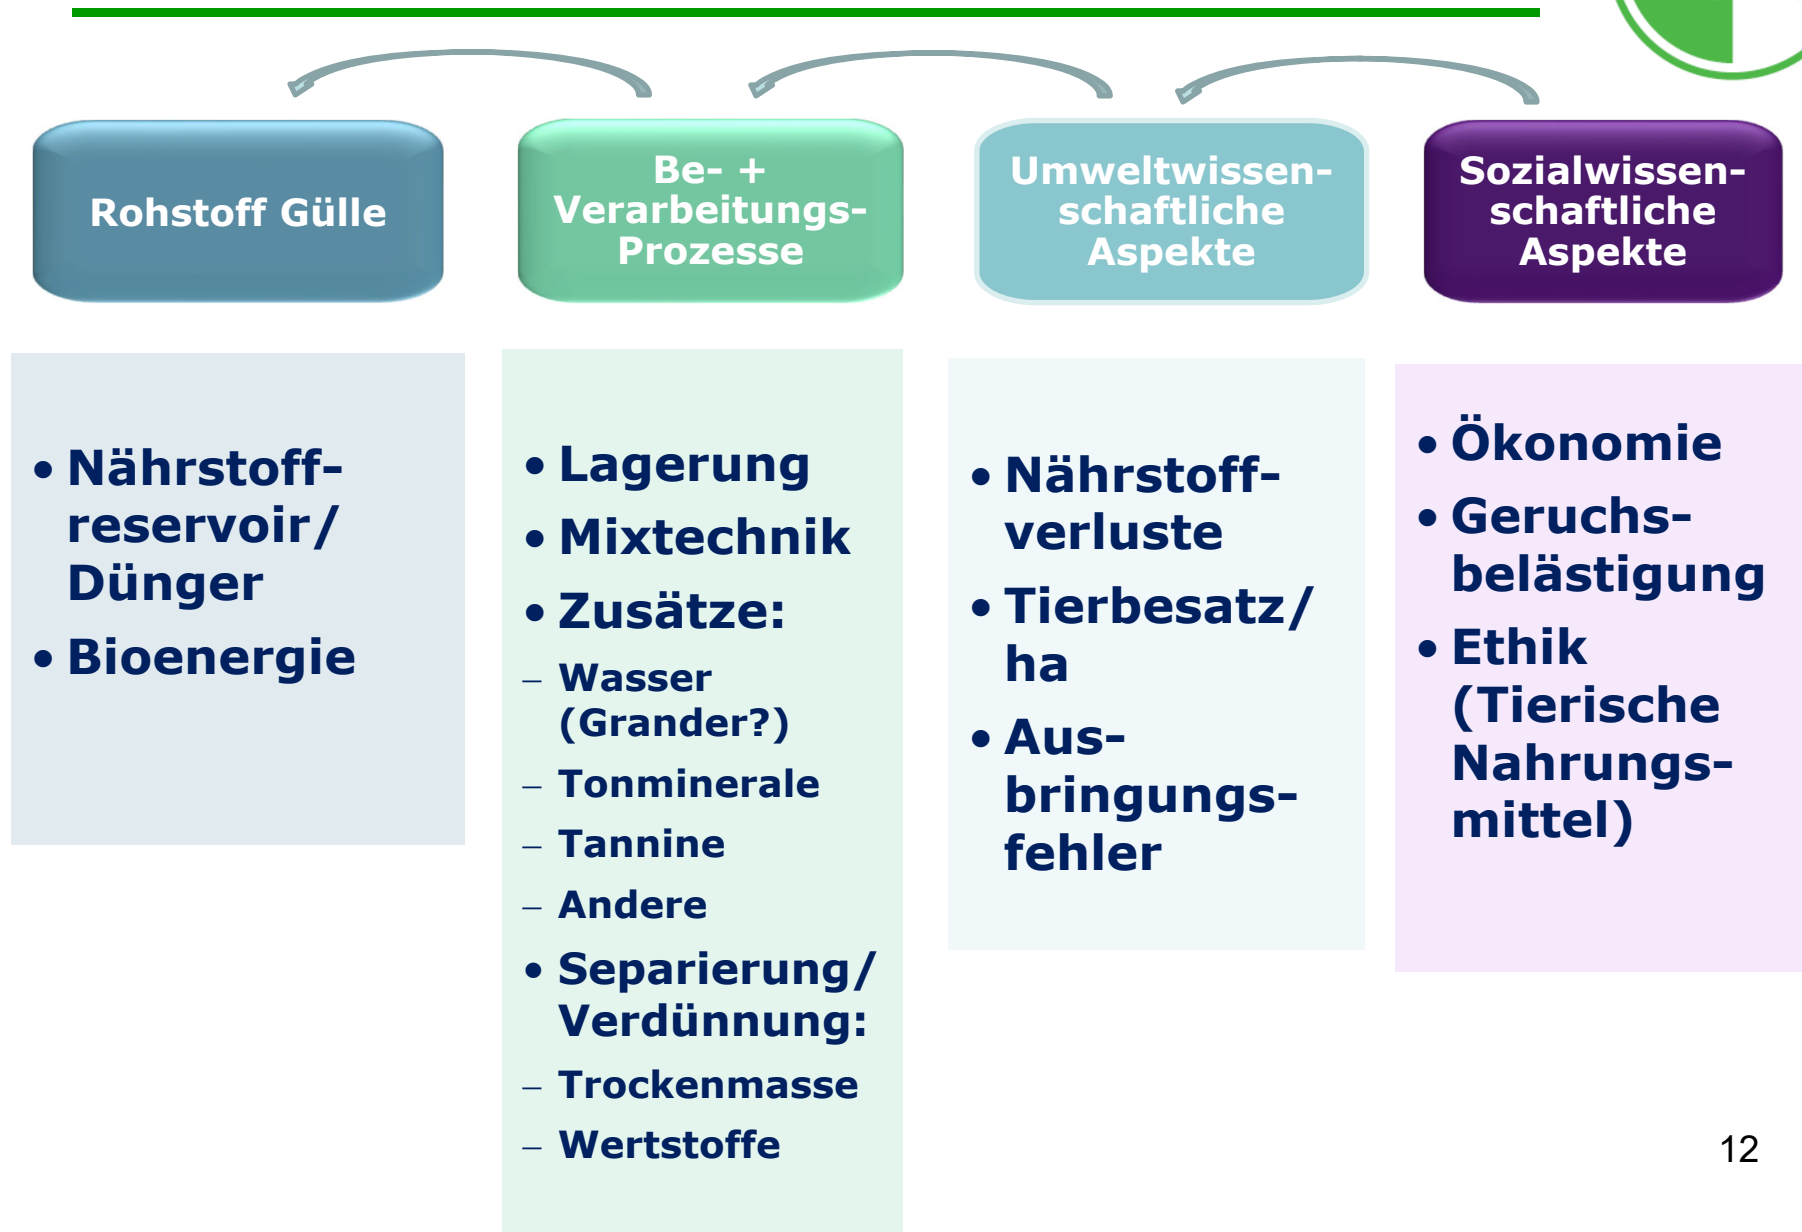 Rohstoff Gülle
Be- +
Verarbeitungs-
Prozesse
Umweltwissen-
schaftliche
Aspekte
Sozialwissen-
schaftliche
Aspekte
• Nährstoff-
reservoir/
Dünger
• Bioenergie
• Lagerung
• Mixtechnik
• Zusätze:
– Wasser
(Grander?)
– Tonminerale
– Tannine
– Andere
• Separierung/
Verdünnung:
– Trockenmasse
– Wertstoffe
• Nährstoff-
verluste
• Tierbesatz/
ha
• Aus-
bringungs-
fehler
• Ökonomie
• Geruchs-
belästigung
• Ethik
(Tierische
Nahrungs-
mittel)
12